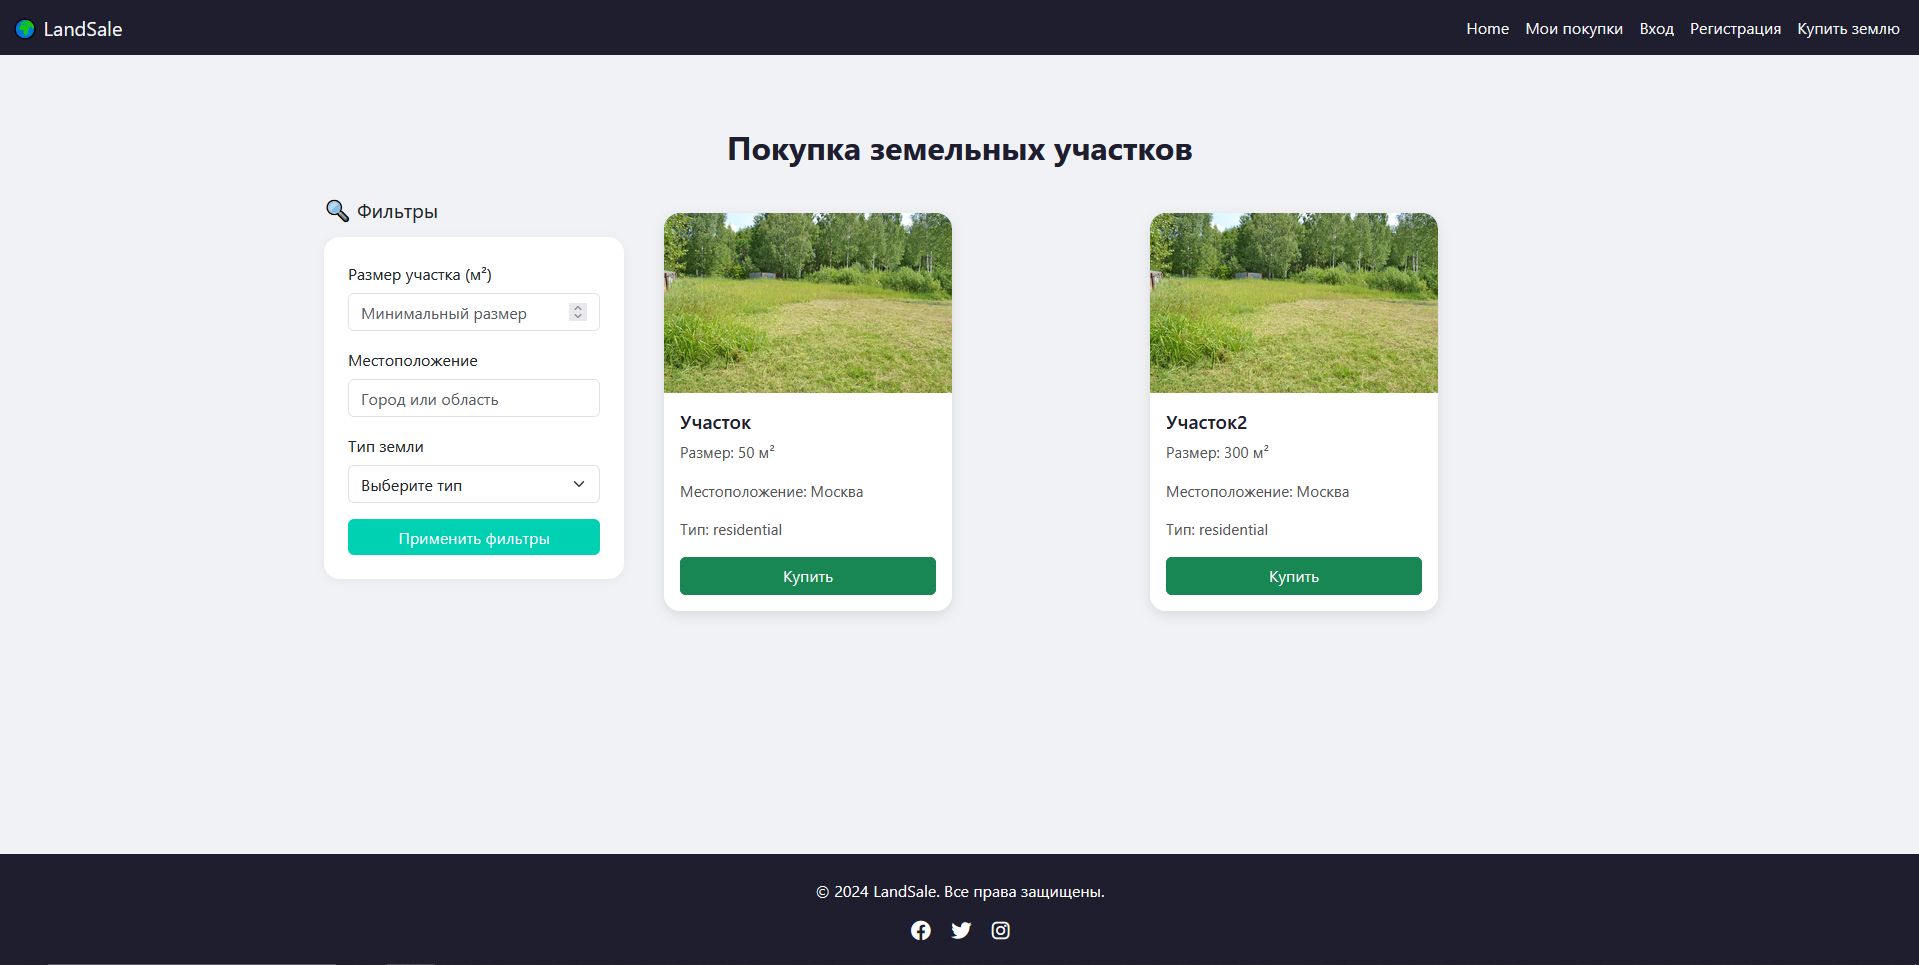 LandSale
Home Мои покупки Вход Регистрация Купить землю
Покупка земельных участков
Фильтры
Размер участка (м²)
Минимальный размер
Местоположение
Город или область
Тип земли
Выберите тип
Применить фильтры
Участок
Размер: 50 м²
Местоположение: Москва
Тип: residential
Купить
Участок2
Размер: 300 м²
Местоположение: Москва
Тип: residential
Купить
© 2024 LandSale. Все права защищены.